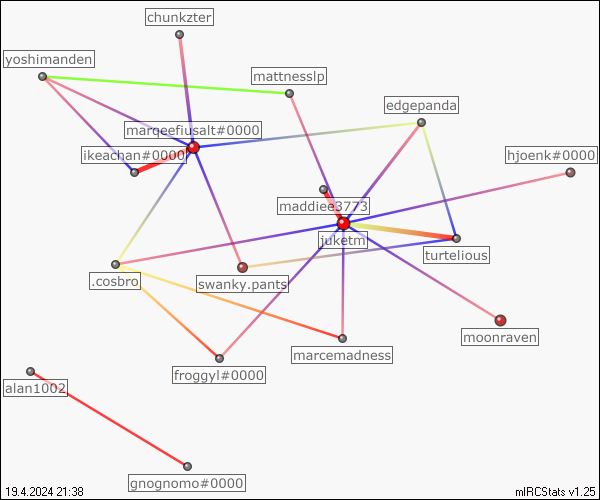 chunkzter
yoshimanden
mattnesslp
edgepanda
marqeefiusalt#0000
ikeachan#0000
hjoenk#0000
maddiee3773
juketm
turtelious
.cosbro
swanky.pants
moonraven
marcemadness
froggyl#0000
alan1002
gnognomo#0000
19.4.2024 21:38
mIRCStats v1.25